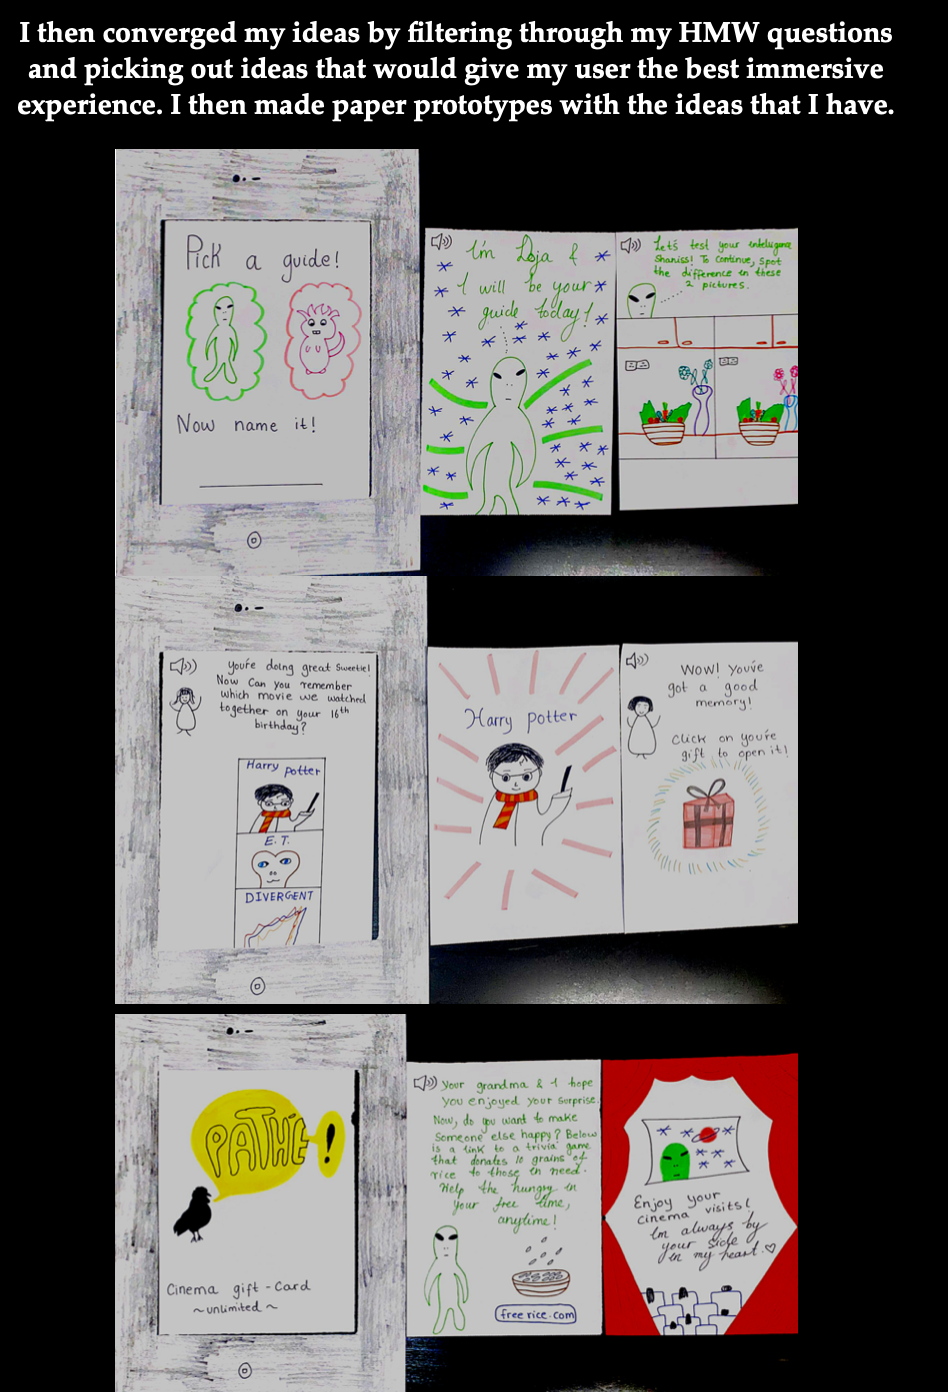 I then converged my ideas by filtering through my HMW questions
and picking out ideas that would give my user the best immersive
experience. I then made paper prototypes with the ideas that I have.
Pick a guide!
Now name it!
I'm Loja &
I will be your
guide today!
Let's test your intelligence
Shaniss! To continue, spot
the difference in these
2 pictures.
you're doing great Sweetie!
Now Can you remember
which movie we watched
together on your 16th
birthday?
Harry potter
E.T.
DIVERGENT
Harry potter
WOW! You've
got a good
memory!
Click on you're
gift to open it!
PATHE!
Cinema gift-Card
~unlimited~
Your grandma & I hope
you enjoyed your surprise.
Now, do you want to make
Someone else happy? Below
is a link to a trivia game
that donates 10 grains of
rice to those in need.
Help the hungry in
your free time,
anytime!
freerice.com
Enjoy your
cinema visits!
Im always by
your side
in my heart.♡